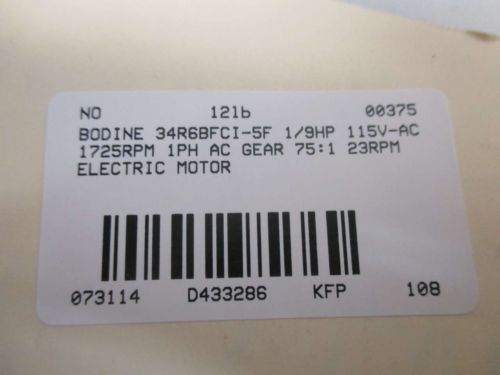 NO 12lb 00375
BODINE 34R6BFCI-5F 1/9HP 115V-AC
1725RPM 1PH AC GEAR 75:1 23RPM
ELECTRIC MOTOR
073114 D433286 KFP 108